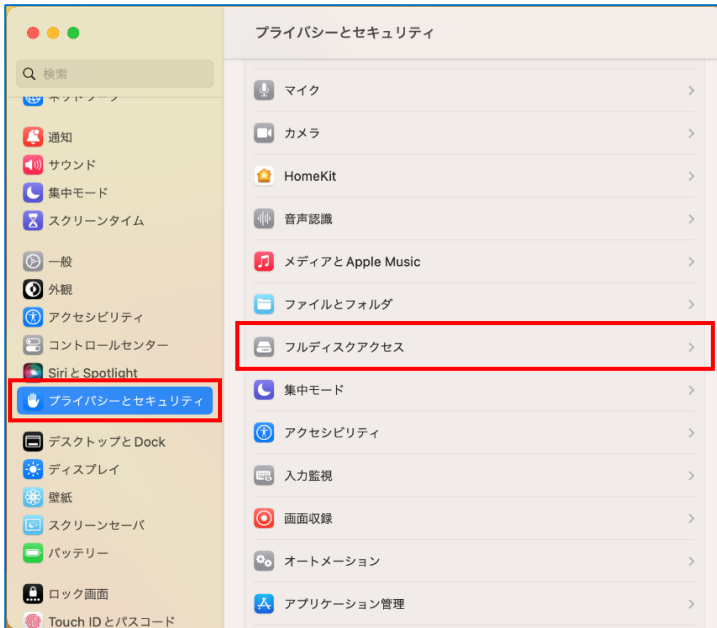 プライバシーとセキュリティ
検索
ネットワーク
通知
サウンド
集中モード
スクリーンタイム
一般
外観
アクセシビリティ
コントロールセンター
Siri と Spotlight
プライバシーとセキュリティ
デスクトップと Dock
ディスプレイ
壁紙
スクリーンセーバ
バッテリー
ロック画面
Touch ID とパスコード
マイク
カメラ
HomeKit
音声認識
メディアと Apple Music
ファイルとフォルダ
フルディスクアクセス
集中モード
アクセシビリティ
入力監視
画面収録
オートメーション
アプリケーション管理